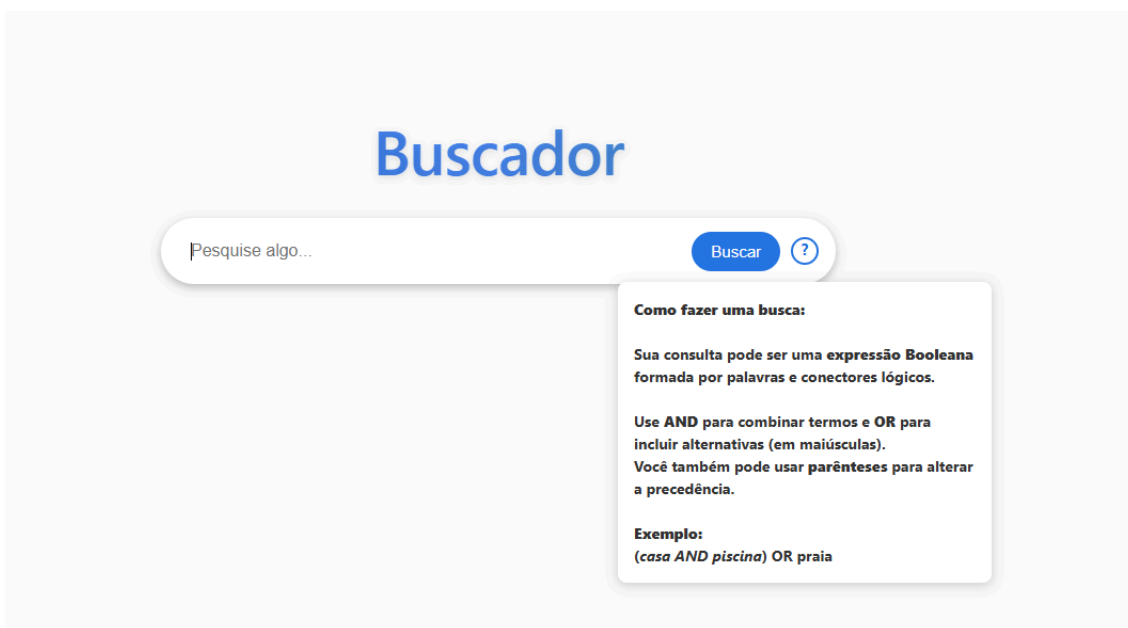 Buscador
Pesquise algo...
Buscar
?
Como fazer uma busca:
Sua consulta pode ser uma expressão Booleana
formada por palavras e conectores lógicos.
Use AND para combinar termos e OR para
incluir alternativas (em maiúsculas).
Você também pode usar parênteses para alterar
a precedência.
Exemplo:
(casa AND piscina) OR praia